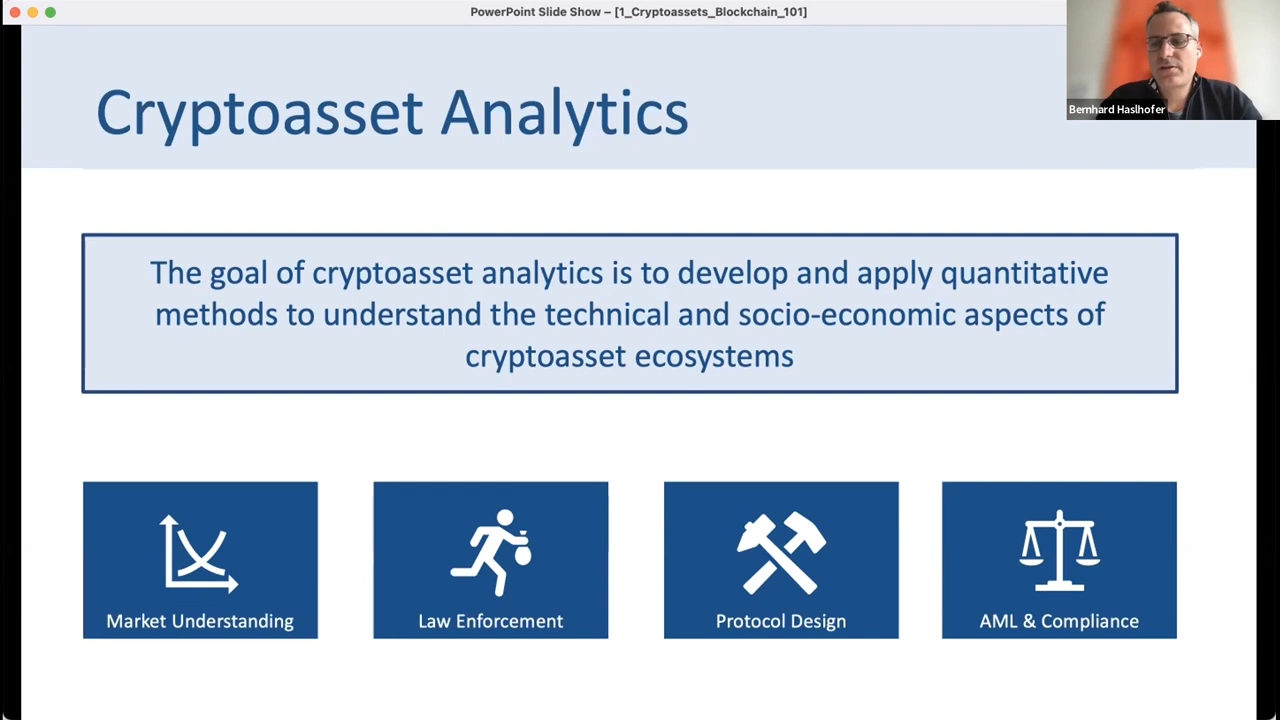 PowerPoint Slide Show – [1_Cryptoassets_Blockchain_101]
Bernhard Haslhofer
Cryptoasset Analytics
The goal of cryptoasset analytics is to develop and apply quantitative
methods to understand the technical and socio-economic aspects of
cryptoasset ecosystems
Market Understanding
Law Enforcement
Protocol Design
AML & Compliance